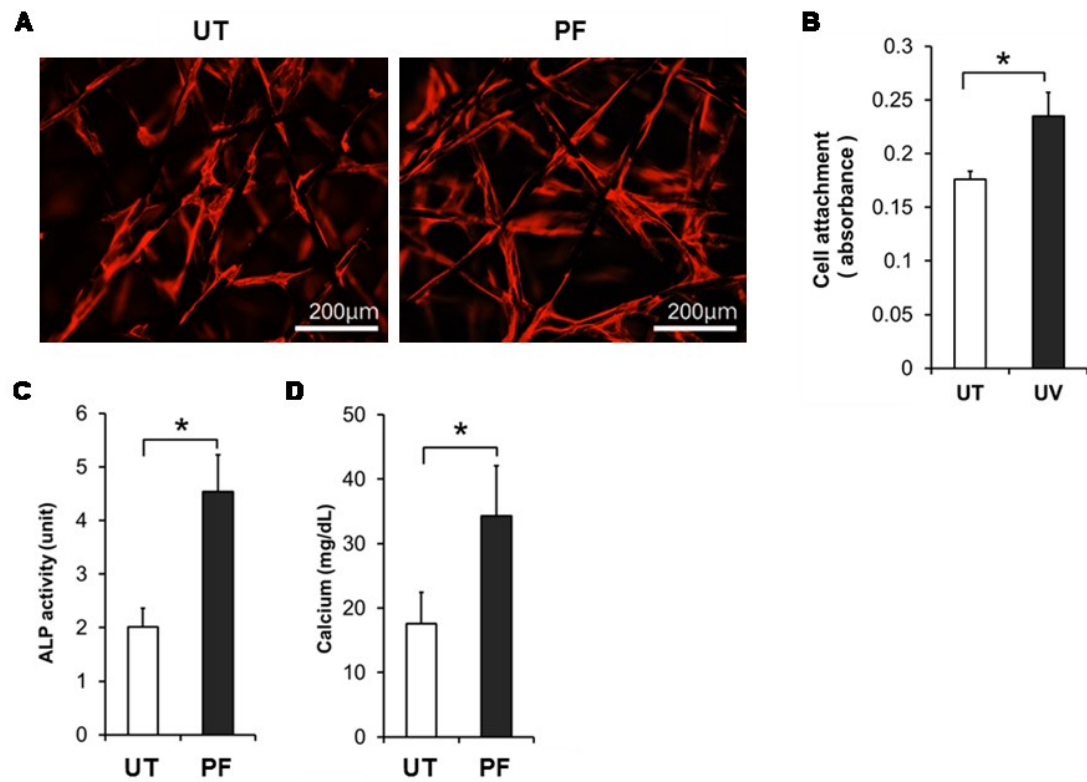 A
UT
PF
200µm
200µm
B
0.3
0.25
0.2
0.15
0.1
0.05
0
Cell attachment
( absorbance )
*
UT UV
C
6
5
4
3
2
1
0
ALP activity (unit)
*
UT PF
D
50
40
30
20
10
0
Calcium (mg/dL)
*
UT PF